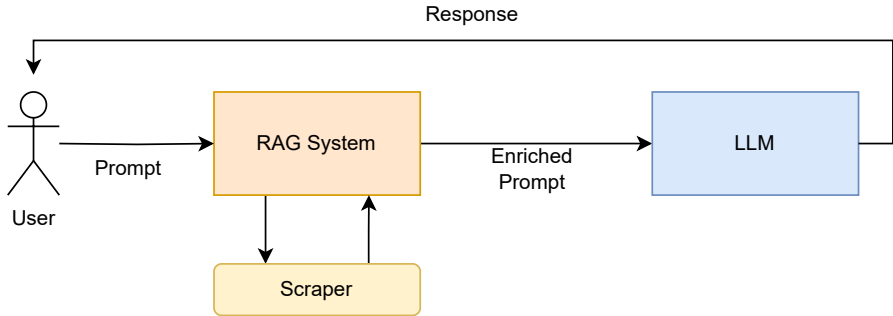 Response
RAG System
LLM
Prompt
Enriched
Prompt
User
Scraper